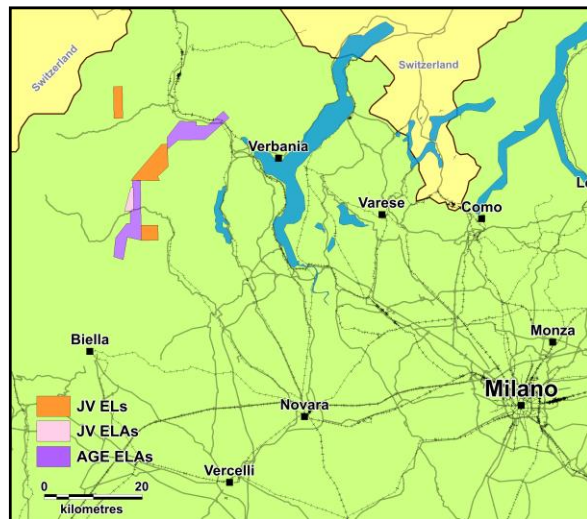 Switzerland
Switzerland
Verbania
Varese
Como
Biella
Monza
Milano
Novara
Vercelli
JV ELs
JV ELAs
AGE ELAs
0 20
kilometres